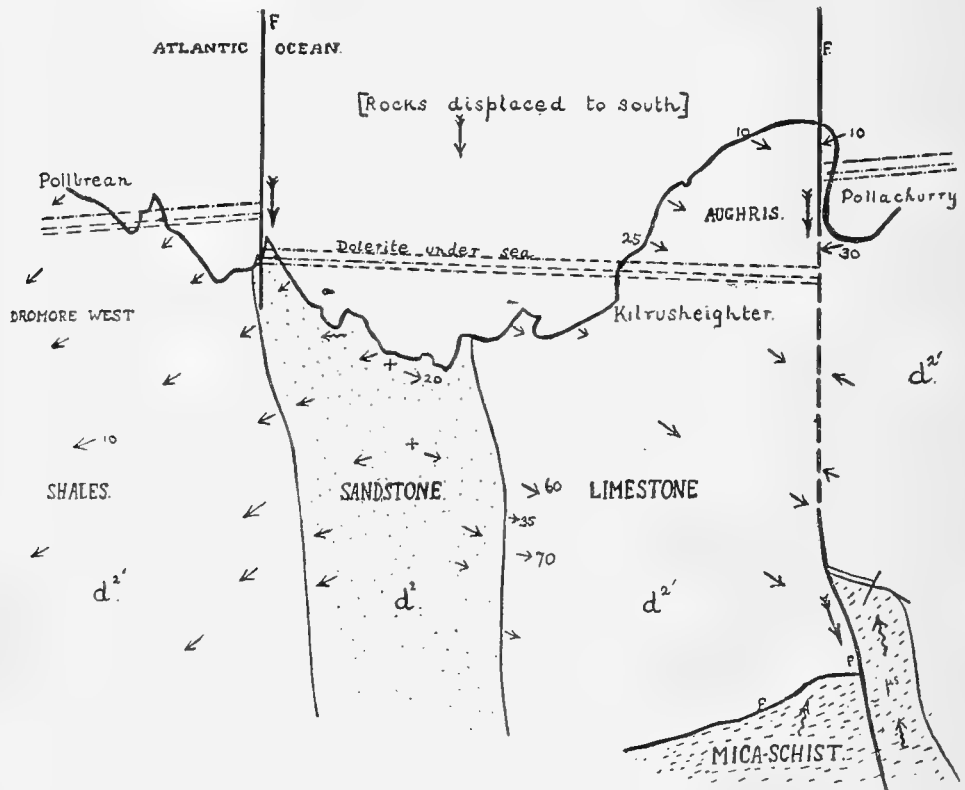 F
ATLANTIC OCEAN.
F.
[Rocks displaced to south]
10
10
Pollbrean
Pollachurry
AUGHRIS.
25
30
Dolerite under sea.
DROMORE WEST
Kilrusheighter.
20
d²'.
10
SHALES.
SANDSTONE.
LIMESTONE
60
35
70
d²'.
d²
d²'
F
F
μs
MICA-SCHIST.